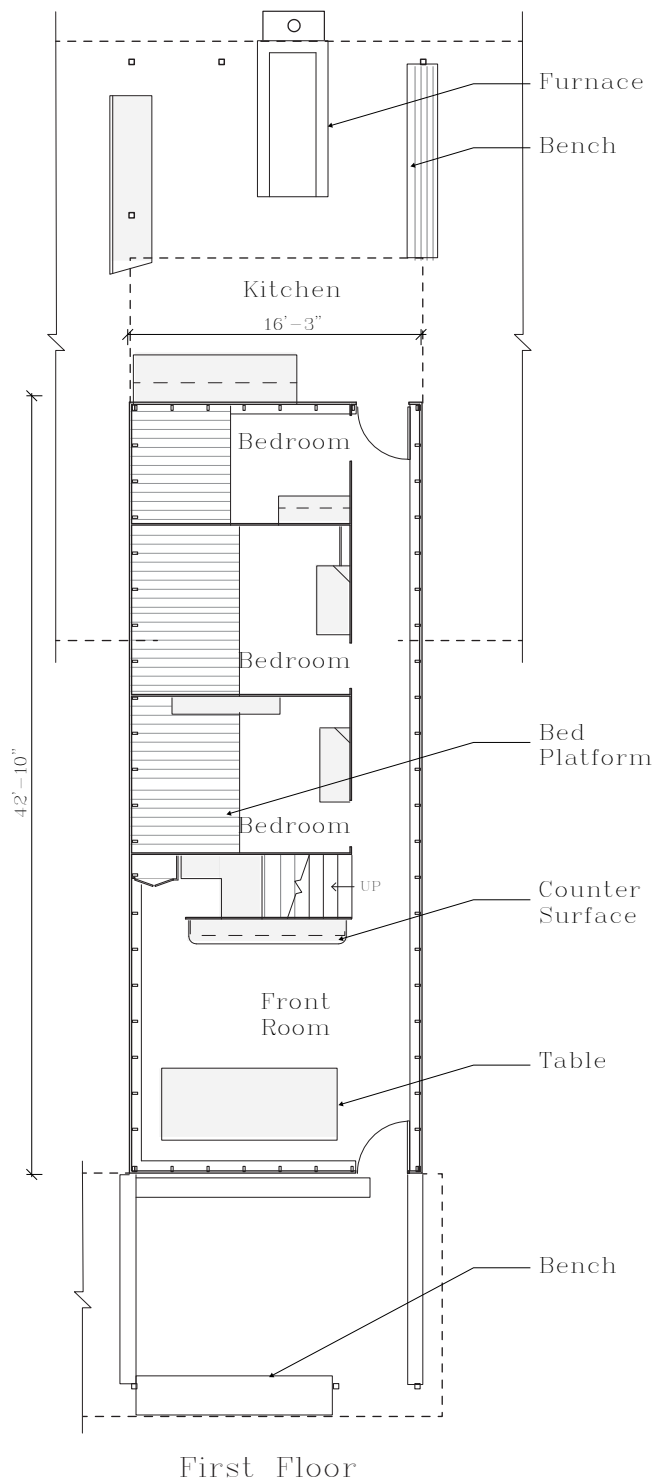 Furnace
Bench
Kitchen
16'-3"
Bedroom
Bedroom
Bed
Platform
42'-10"
Bedroom
UP
Counter
Surface
Front
Room
Table
Bench
First Floor